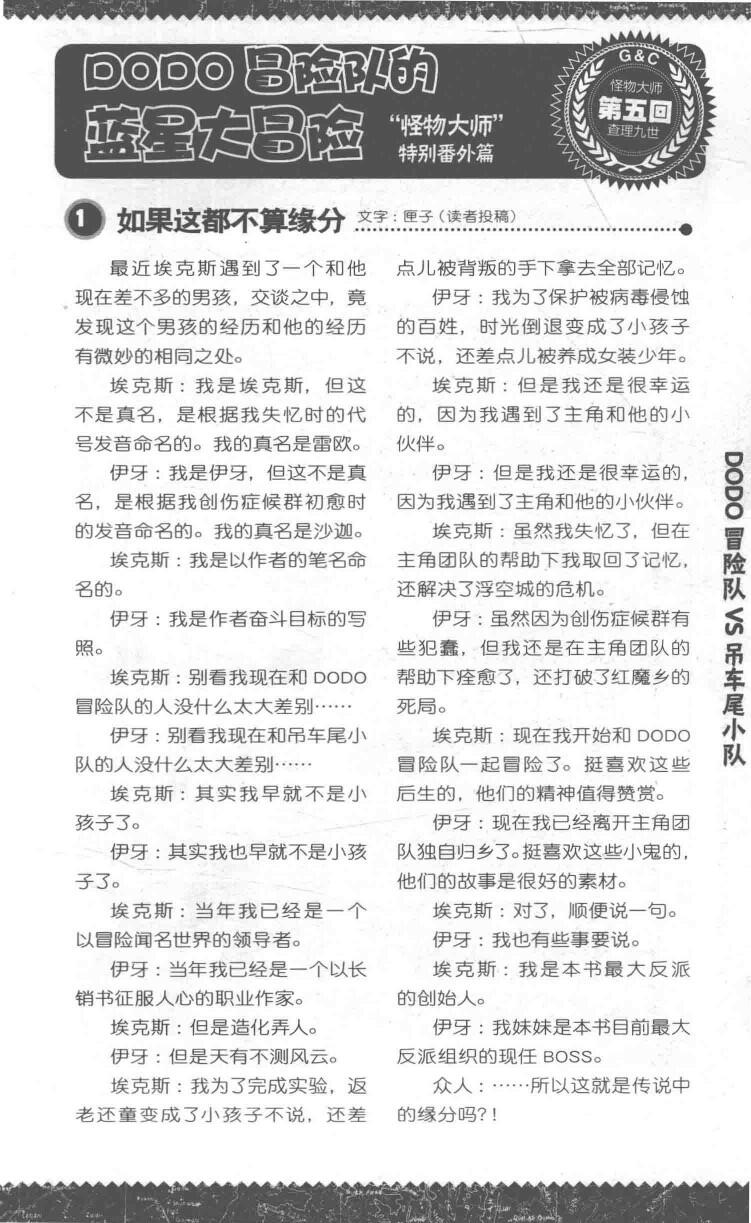 DODO 冒险队的
蓝星大冒险
“怪物大师”
特别番外篇
G&C
怪物大师
第五回
查理九世
1 如果这都不算缘分 文字：匣子（读者投稿）
最近埃克斯遇到了一个和他
现在差不多的男孩，交谈之中，竟
发现这个男孩的经历和他的经历
有微妙的相同之处。
埃克斯：我是埃克斯，但这
不是真名，是根据我失忆时的代
号发音命名的。我的真名是雷欧。
伊牙：我是伊牙，但这不是真
名，是根据我创伤症候群初愈时
的发音命名的。我的真名是沙迦。
埃克斯：我是以作者的笔名命
名的。
伊牙：我是作者奋斗目标的写
照。
埃克斯：别看我现在和 DODO
冒险队的人没什么太大差别……
伊牙：别看我现在和吊车尾小
队的人没什么太大差别……
埃克斯：其实我早就不是小
孩子了。
伊牙：其实我也早就不是小孩
子了。
埃克斯：当年我已经是一个
以冒险闻名世界的领导者。
伊牙：当年我已经是一个以长
销书征服人心的职业作家。
埃克斯：但是造化弄人。
伊牙：但是天有不测风云。
埃克斯：我为了完成实验，返
老还童变成了小孩子不说，还差
点儿被背叛的手下拿去全部记忆。
伊牙：我为了保护被病毒侵蚀
的百姓，时光倒退变成了小孩子
不说，还差点儿被养成女装少年。
埃克斯：但是我还是很幸运
的，因为我遇到了主角和他的小
伙伴。
伊牙：但是我还是很幸运的，
因为我遇到了主角和他的小伙伴。
埃克斯：虽然我失忆了，但在
主角团队的帮助下我取回了记忆，
还解决了浮空城的危机。
伊牙：虽然因为创伤症候群有
些犯蠢，但我还是在主角团队的
帮助下痊愈了，还打破了红魔乡的
死局。
埃克斯：现在我开始和 DODO
冒险队一起冒险了。挺喜欢这些
后生的，他们的精神值得赞赏。
伊牙：现在我已经离开主角团
队独自归乡了。挺喜欢这些小鬼的，
他们的故事是很好的素材。
埃克斯：对了，顺便说一句。
伊牙：我也有些事要说。
埃克斯：我是本书最大反派
的创始人。
伊牙：我妹妹是本书目前最大
反派组织的现任 BOSS。
众人：……所以这就是传说中
的缘分吗？！
DODO 冒险队 VS 吊车尾小队